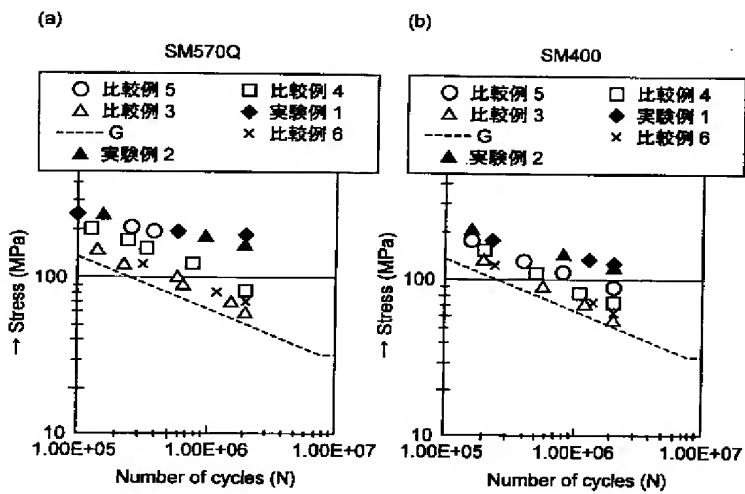 (a)
SM570Q
比較例 5
比較例 4
比較例 3
実験例 1
G
比較例 6
実験例 2
100
10
→ Stress (MPa)
1.00E+05
1.00E+06
1.00E+07
Number of cycles (N)
(b)
SM400
比較例 5
比較例 4
比較例 3
実験例 1
G
比較例 6
実験例 2
100
10
→ Stress (MPa)
1.00E+05
1.00E+06
1.00E+07
Number of cycles (N)